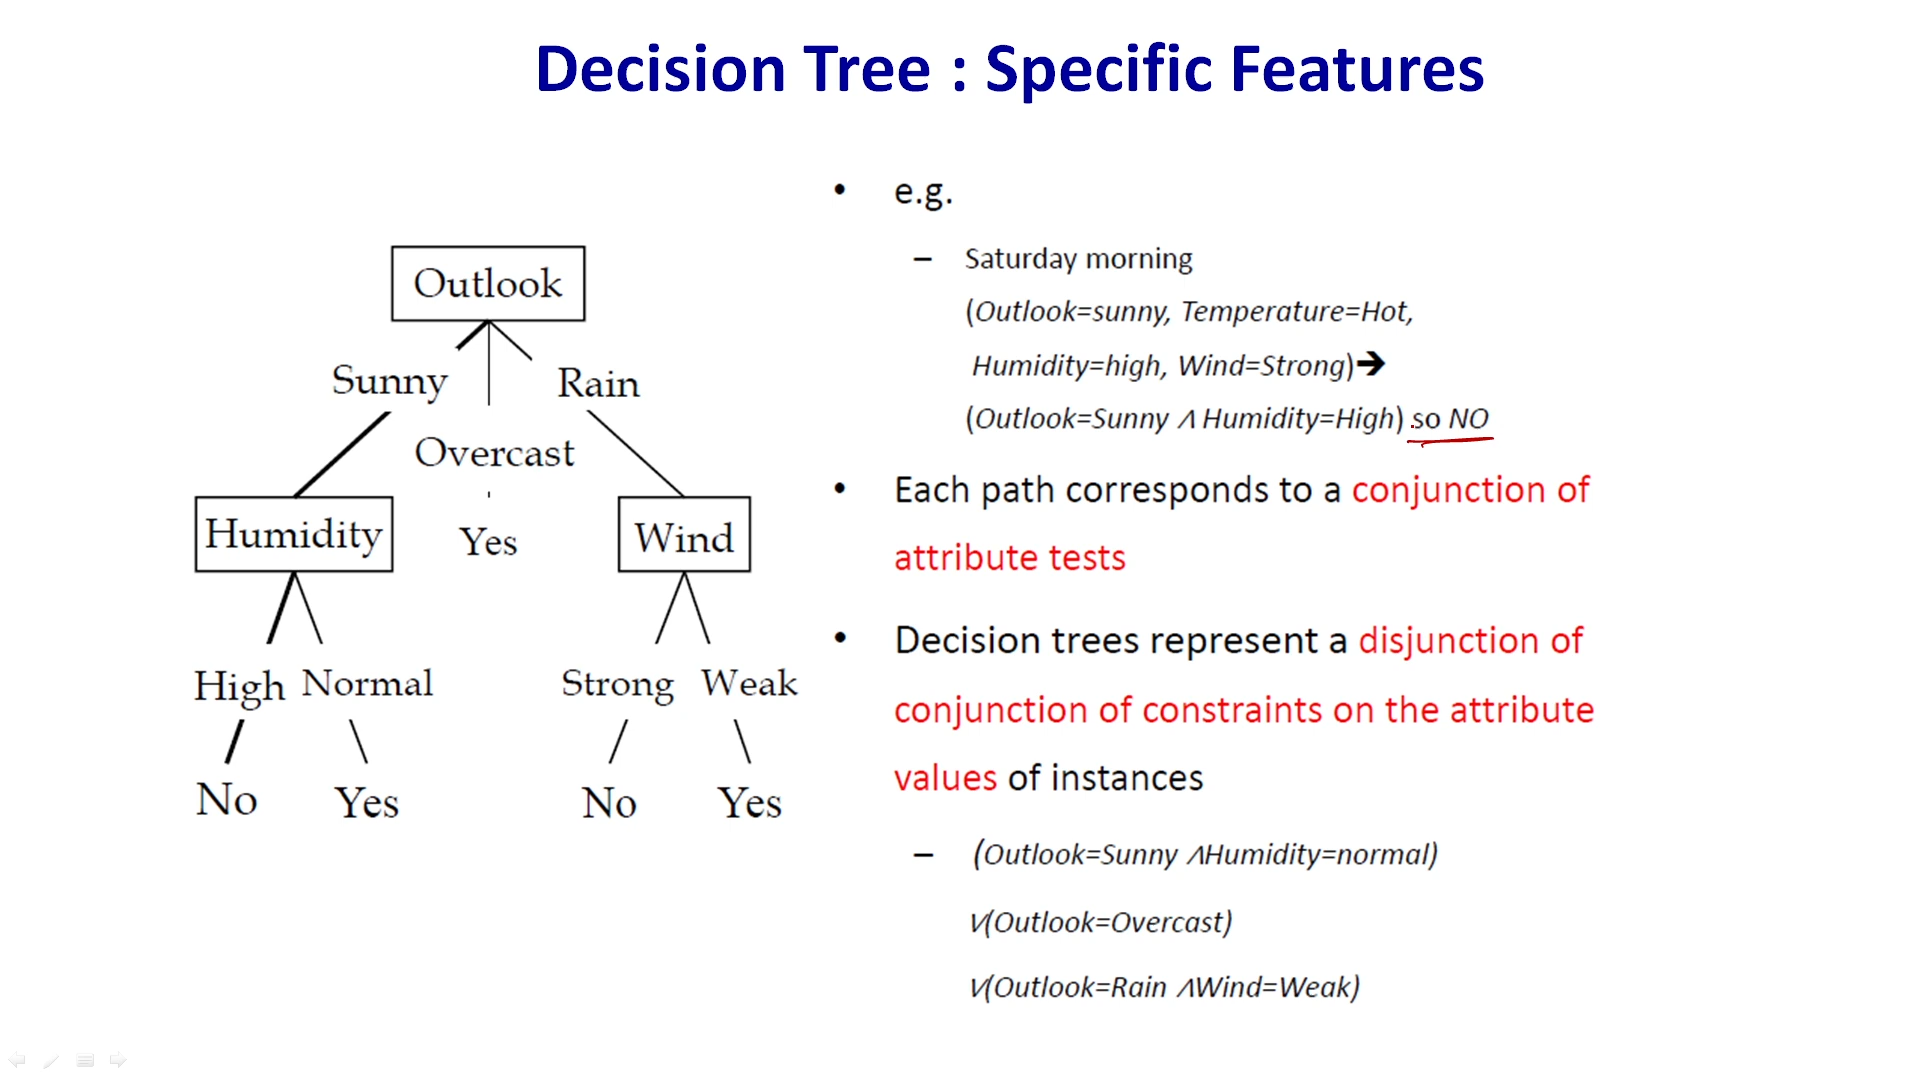 Decision Tree : Specific Features
Outlook
Sunny
Rain
Overcast
Humidity
Yes
Wind
High Normal
Strong Weak
No
Yes
No
Yes
• e.g.
– Saturday morning
(Outlook=sunny, Temperature=Hot,
Humidity=high, Wind=Strong)➔
(Outlook=Sunny ∧ Humidity=High) so NO
• Each path corresponds to a conjunction of
attribute tests
• Decision trees represent a disjunction of
conjunction of constraints on the attribute
values of instances
– (Outlook=Sunny ∧Humidity=normal)
∨(Outlook=Overcast)
∨(Outlook=Rain ∧Wind=Weak)